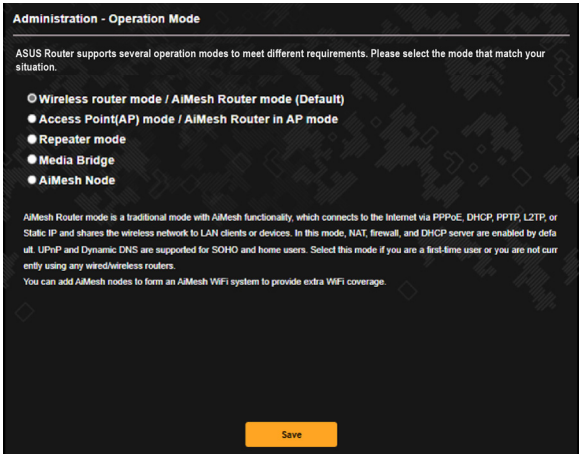 Administration - Operation Mode
ASUS Router supports several operation modes to meet different requirements. Please select the mode that match your
situation.
Wireless router mode / AiMesh Router mode (Default)
Access Point(AP) mode / AiMesh Router in AP mode
Repeater mode
Media Bridge
AiMesh Node
AiMesh Router mode is a traditional mode with AiMesh functionality, which connects to the Internet via PPPoE, DHCP, PPTP, L2TP, or
Static IP and shares the wireless network to LAN clients or devices. In this mode, NAT, firewall, and DHCP server are enabled by defa
ult. UPnP and Dynamic DNS are supported for SOHO and home users. Select this mode if you are a first-time user or you are not curr
ently using any wired/wireless routers.
You can add AiMesh nodes to form an AiMesh WiFi system to provide extra WiFi coverage.
Save